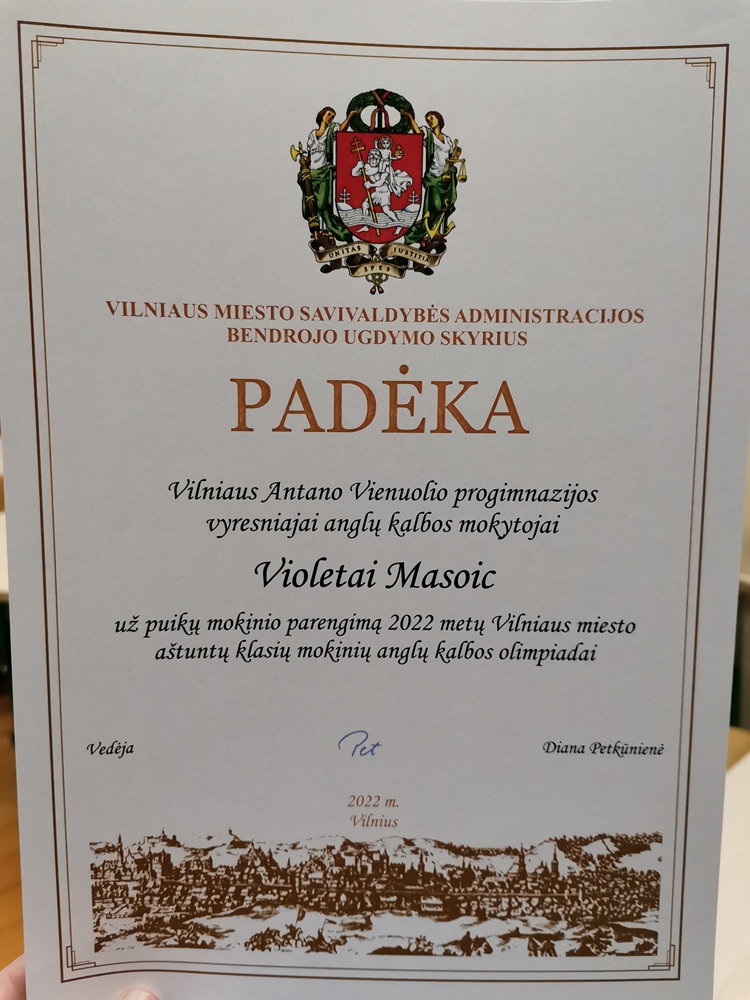 UNITAS JUSTITIA
SPES
VILNIAUS MIESTO SAVIVALDYBĖS ADMINISTRACIJOS
BENDROJO UGDYMO SKYRIUS
PADĖKA
Vilniaus Antano Vienuolio progimnazijos
vyresniajai anglų kalbos mokytojai
Violetai Masoic
už puikų mokinio parengimą 2022 metų Vilniaus miesto
aštuntų klasių mokinių anglų kalbos olimpiadai
Vedėja Pet Diana Petkūnienė
2022 m.
Vilnius